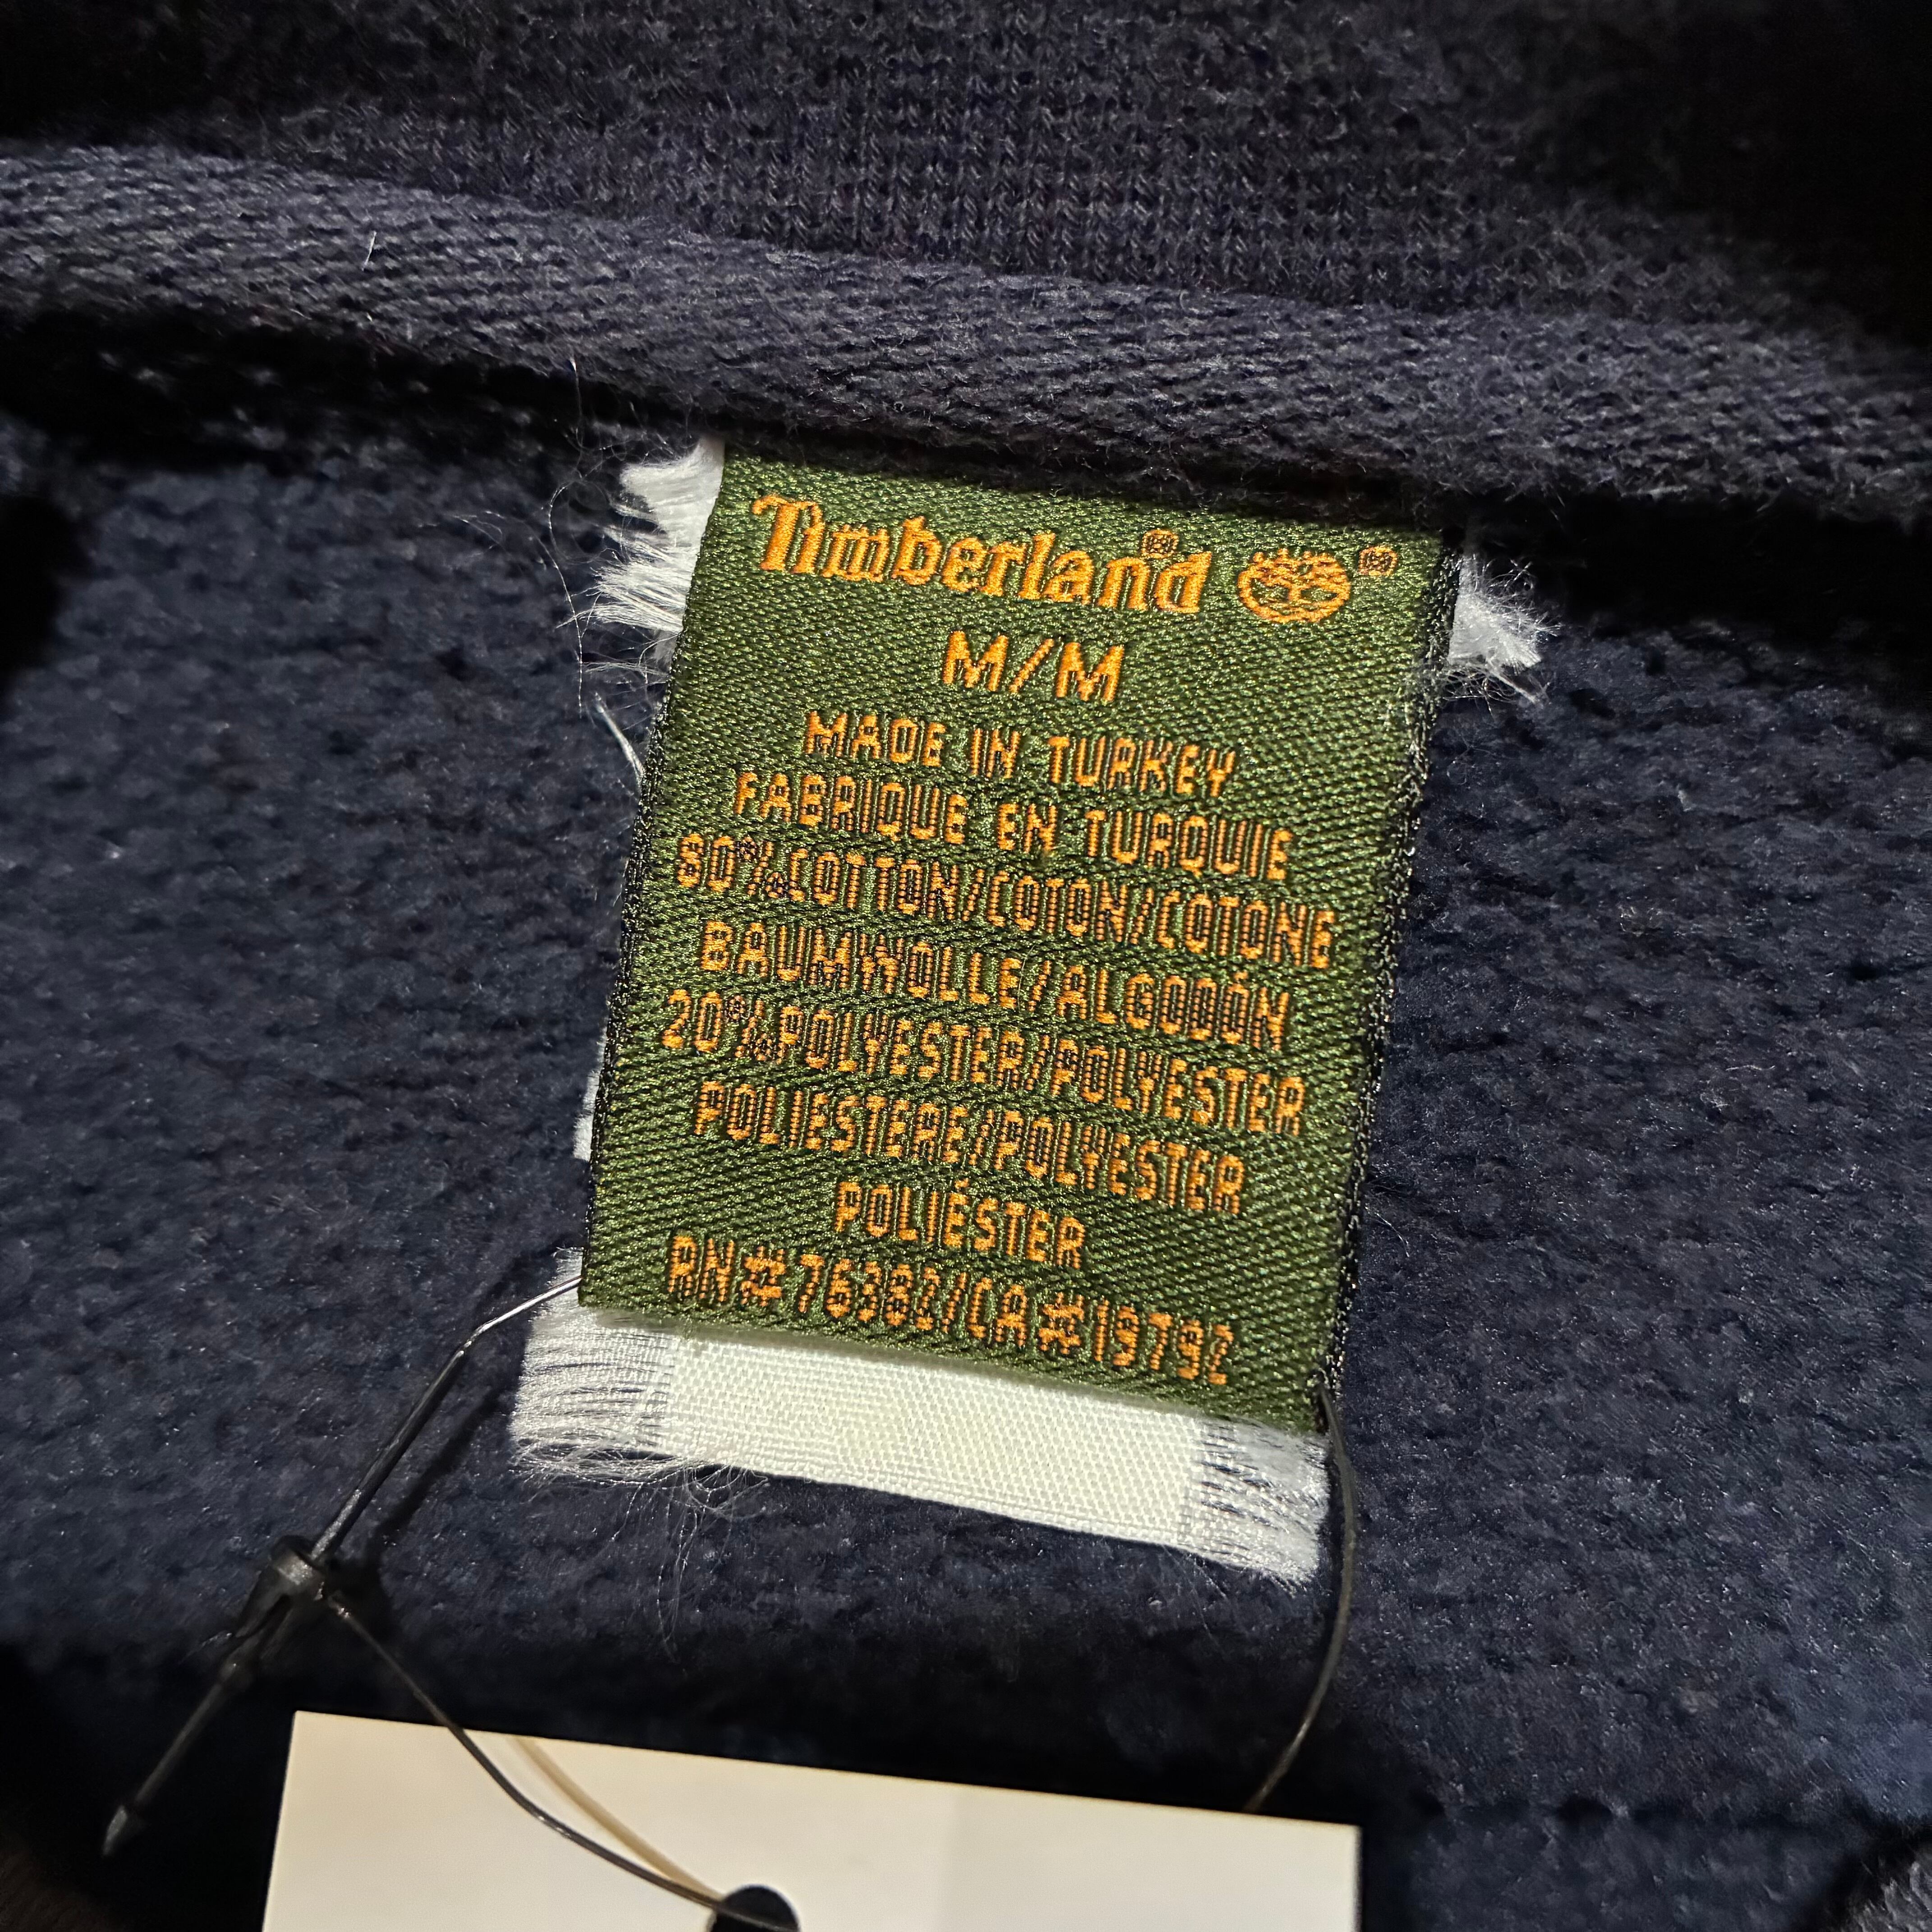 Timberland® ®
M/M
MADE IN TURKEY
FABRIQUE EN TURQUIE
80%COTTON/COTON/COTONE
BAUMWOLLE/ALGODÓN
20%POLYESTER/POLYESTER
POLIESTERE/POLYESTER
POLIÉSTER
RN#76382/CA#19792